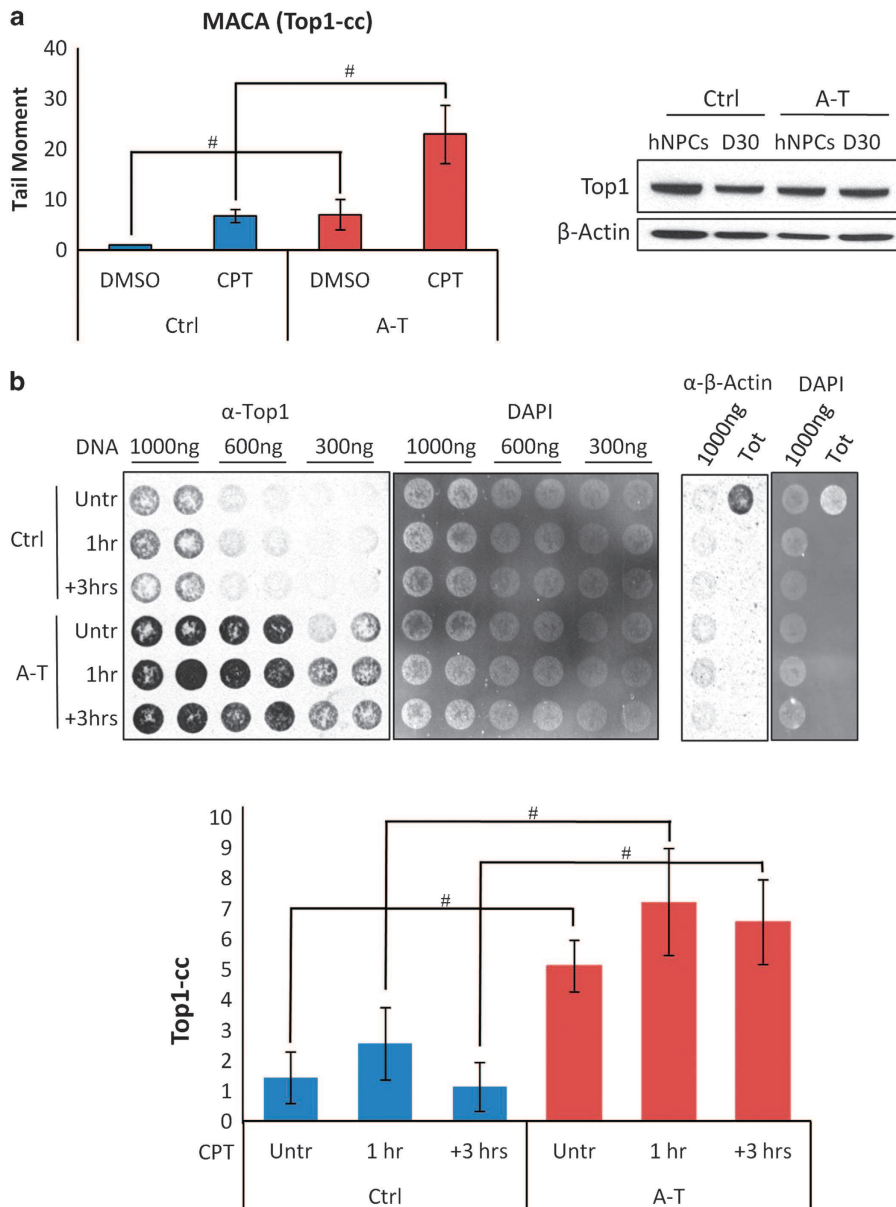 a
MACA (Top1-cc)
40
30
20
10
0
Tail Moment
#
#
DMSO CPT DMSO CPT
Ctrl A-T
Ctrl A-T
hNPCs D30 hNPCs D30
Top1
β-Actin
b
α-Top1 DAPI
DNA 1000ng 600ng 300ng 1000ng 600ng 300ng
α-β-Actin DAPI
1000ng Tot 1000ng Tot
Ctrl
Untr
1hr
+3hrs
A-T
Untr
1hr
+3hrs
10
9
8
7
6
5
4
3
2
1
0
Top1-cc
#
#
#
CPT Untr 1 hr +3 hrs Untr 1 hr +3 hrs
Ctrl A-T